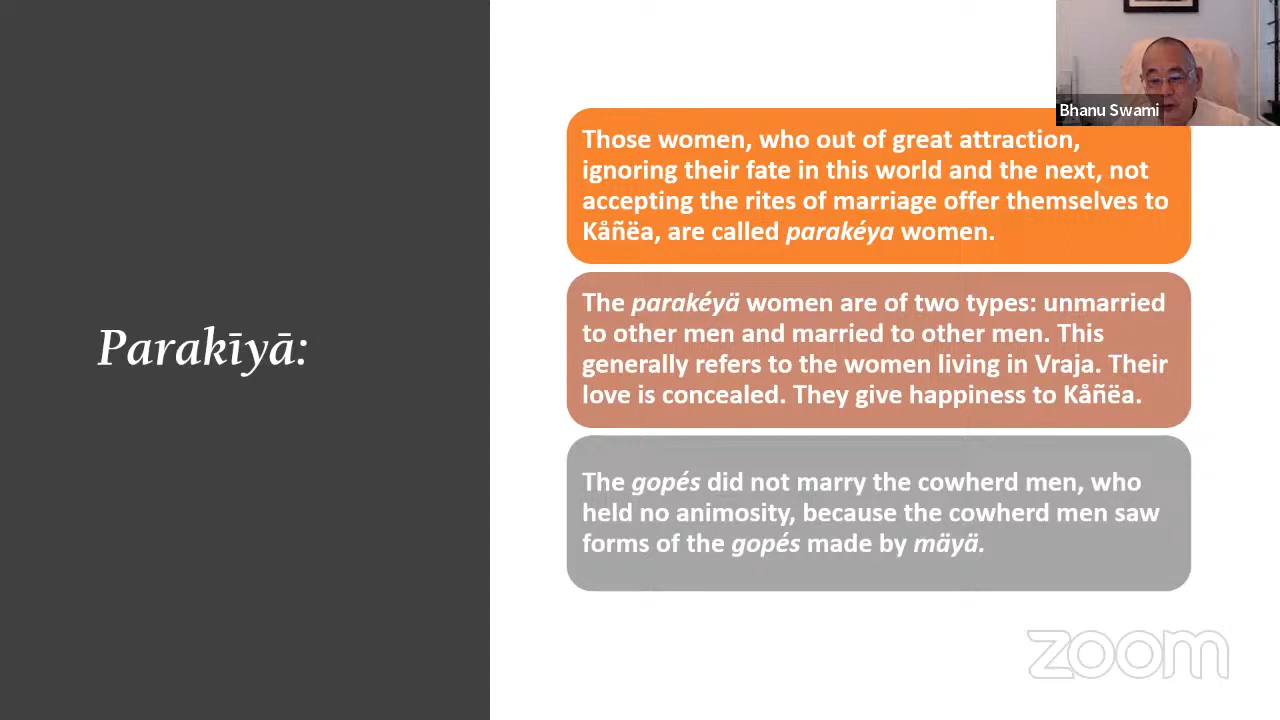 Parakīyā:
Those women, who out of great attraction,
ignoring their fate in this world and the next, not
accepting the rites of marriage offer themselves to
Kåñëa, are called parakéya women.
The parakéyä women are of two types: unmarried
to other men and married to other men. This
generally refers to the women living in Vraja. Their
love is concealed. They give happiness to Kåñëa.
The gopés did not marry the cowherd men, who
held no animosity, because the cowherd men saw
forms of the gopés made by mäyä.
Bhanu Swami
zoom